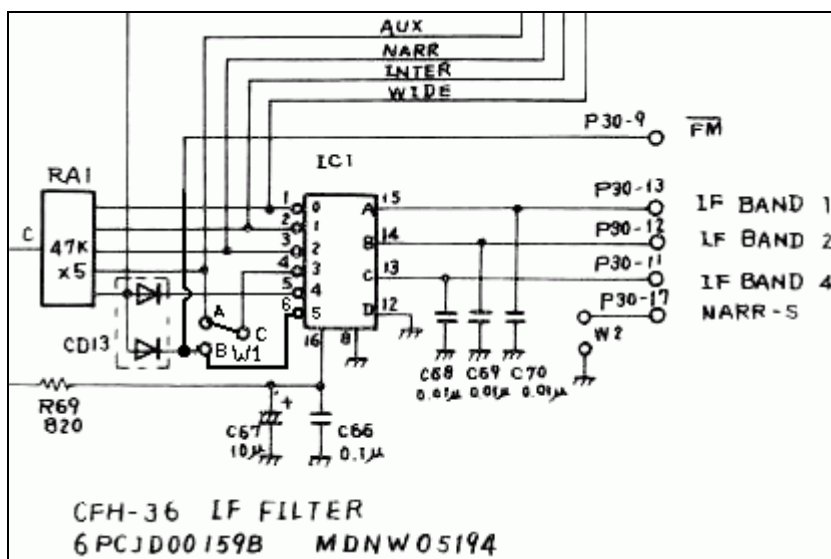 AUX
NARR
INTER
WIDE
P30-9 FM
RA1
IC1
C
47K
x5
1 0 A 15 P30-13 IF BAND 1
2 1 B 14 P30-12 IF BAND 2
3 2
4 3 C 13 P30-11 IF BAND 4
5 4 D 12 P30-17 NARR-S
6 5
16 8
A
C
W1
B
CD13
W2
R69
820
C67
10μ
+
C66
0.1μ
C68 C69 C70
0.01μ 0.01μ 0.01μ
CFH-36 IF FILTER
6PCJD00159B MDNW05194